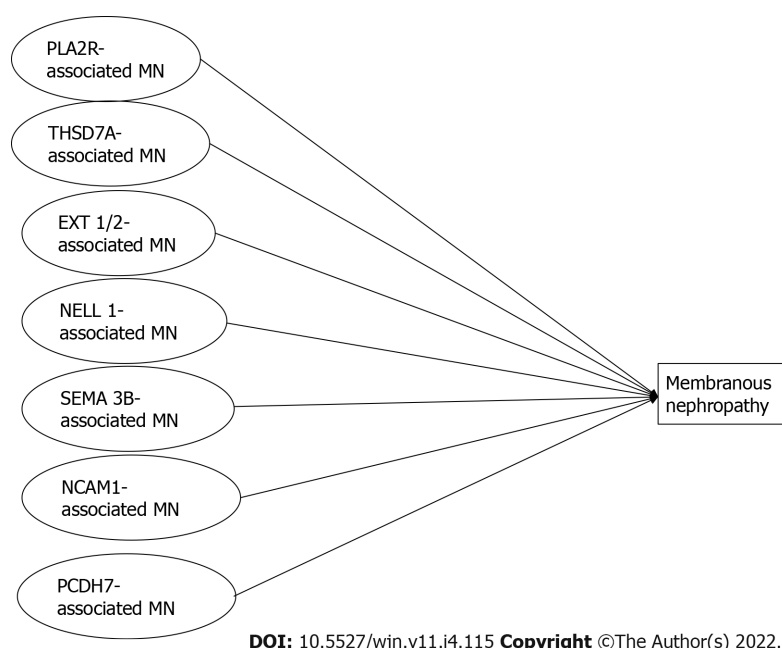 PLA2R-
associated MN
THSD7A-
associated MN
EXT 1/2-
associated MN
NELL 1-
associated MN
SEMA 3B-
associated MN
NCAM1-
associated MN
PCDH7-
associated MN
Membranous
nephropathy
DOI: 10.5527/wjn.v11.i4.115 Copyright ©The Author(s) 2022.